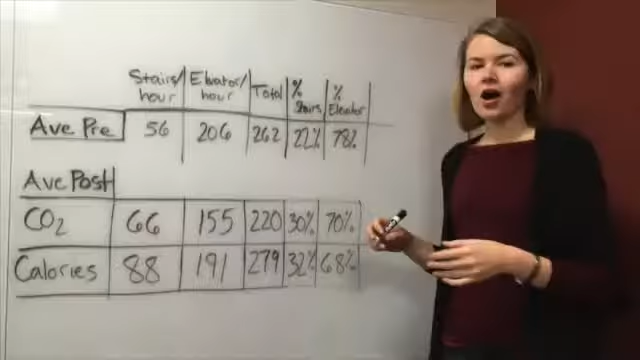 Stairs/hour Elevator/hour Total % Stairs % Elevator
Ave Pre 56 206 262 22% 78%
Ave Post
CO2 66 155 220 30% 70%
Calories 88 191 279 32% 68%